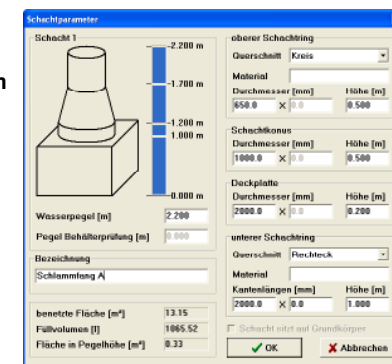 Schachtparameter
n
Schacht 1
2.200 m
1.700 m
1.200 m
1.000 m
0.000 m
Wasserpegel [m] 2.200
Pegel Behälterprüfung [m] 0.000
Bezeichnung
Schlammfang A
benetzte Fläche [m²] 13.15
Füllvolumen [l] 1865.52
Fläche in Pegelhöhe [m²] 0.33
oberer Schachtring
Querschnitt Kreis
Material
Durchmesser [mm] Höhe [m]
650.0 X 0.0 0.500
Schachtkonus
Durchmesser [mm] Höhe [m]
1000.0 X 0.0 0.500
Deckplatte
Durchmesser [mm] Höhe [m]
2000.0 X 0.0 0.200
unterer Schachtring
Querschnitt Rechteck
Material
Kantenlängen [mm] Höhe [m]
2000.0 X 0.0 1.000
Schacht sitzt auf Grundkörper
OK
Abbrechen